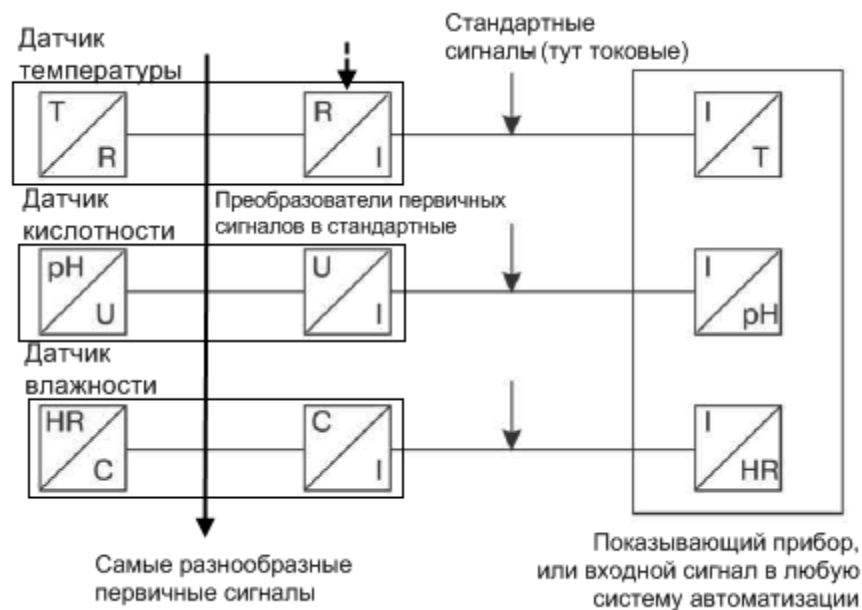 Датчик
температуры
Стандартные
сигналы (тут токовые)
T
R
R
I
I
T
Датчик
кислотности
Преобразователи первичных
сигналов в стандартные
pH
U
U
I
I
pH
Датчик
влажности
HR
C
C
I
I
HR
Самые разнообразные
первичные сигналы
Показывающий прибор,
или входной сигнал в любую
систему автоматизации